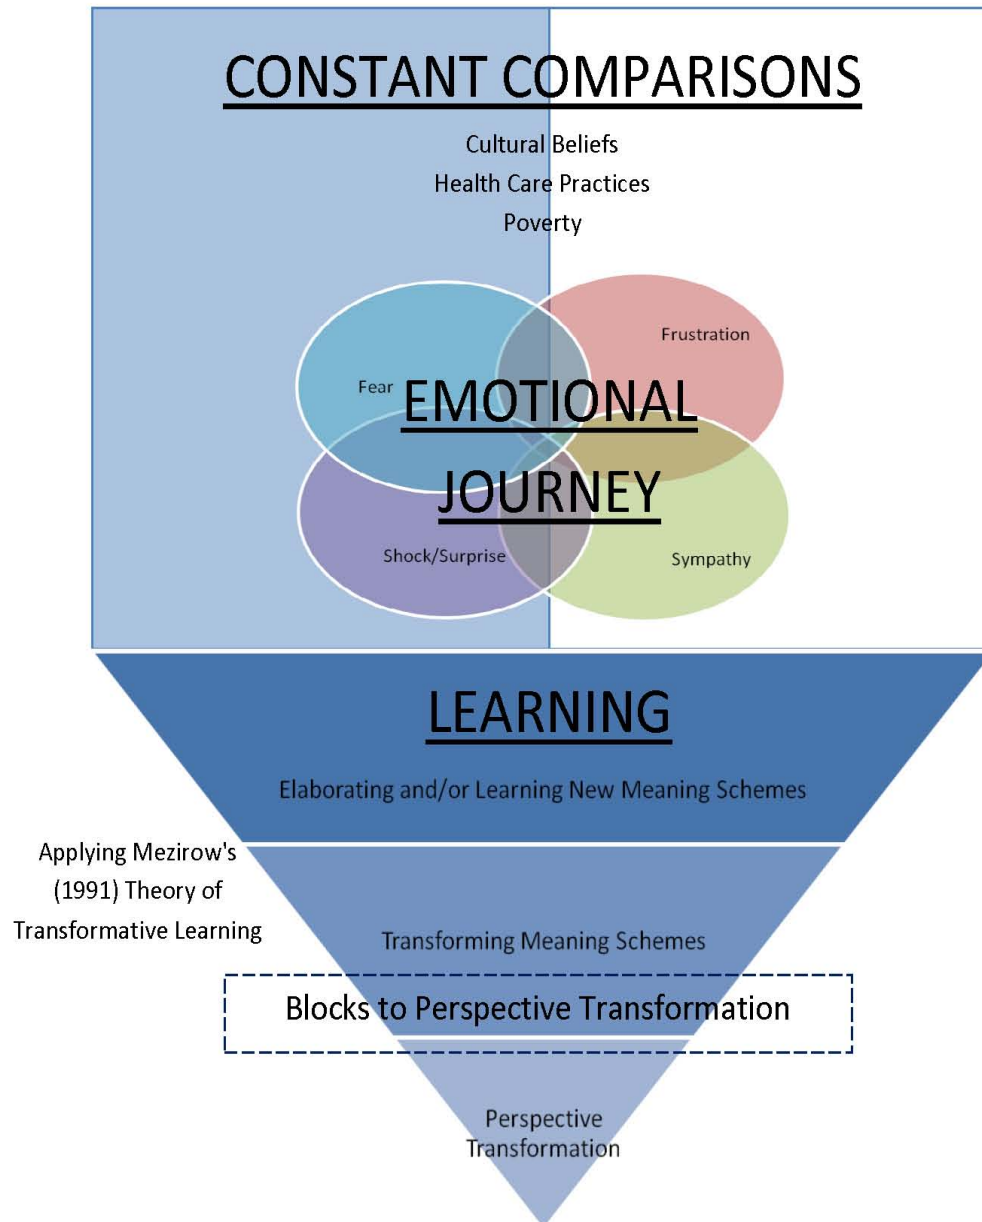 CONSTANT COMPARISONS
Cultural Beliefs
Health Care Practices
Poverty
Frustration
Fear
EMOTIONAL
JOURNEY
Shock/Surprise
Sympathy
LEARNING
Elaborating and/or Learning New Meaning Schemes
Applying Mezirow's
(1991) Theory of
Transformative Learning
Transforming Meaning Schemes
Blocks to Perspective Transformation
Perspective
Transformation